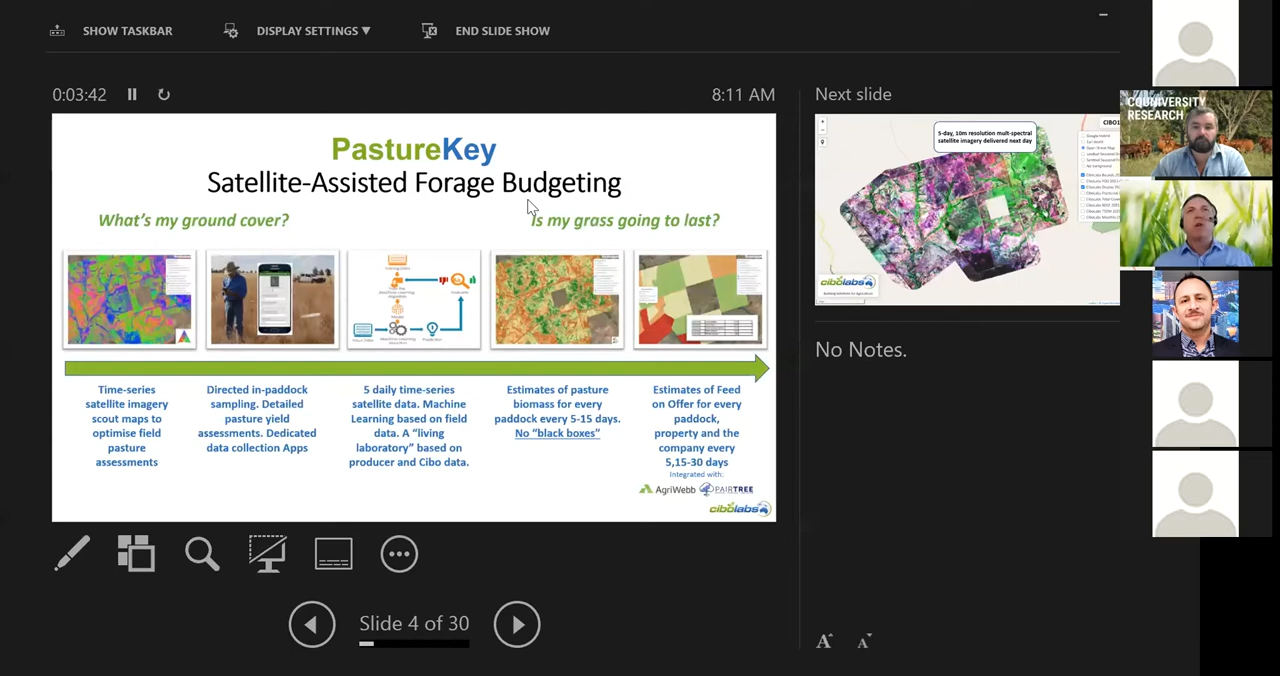 SHOW TASKBAR
DISPLAY SETTINGS ▼
END SLIDE SHOW
0:03:42
8:11 AM
PastureKey
Satellite-Assisted Forage Budgeting
What's my ground cover?
Is my grass going to last?
Time-series
satellite imagery
scout maps to
optimise field
pasture
assessments
Directed in-paddock
sampling. Detailed
pasture yield
assessments. Dedicated
data collection Apps
5 daily time-series
satellite data. Machine
Learning based on field
data. A "living
laboratory" based on
producer and Cibo data.
Estimates of pasture
biomass for every
paddock every 5-15 days.
No "black boxes"
Estimates of Feed
on Offer for every
paddock,
property and the
company every
5,15-30 days
Integrated with:
AgriWebb PAIRTREE
cibolabs
Slide 4 of 30
Next slide
5-day, 10m resolution multi-spectral
satellite imagery delivered next day
CIBO1
cibolabs
No Notes.
A A
CQUNIVERSITY
RESEARCH